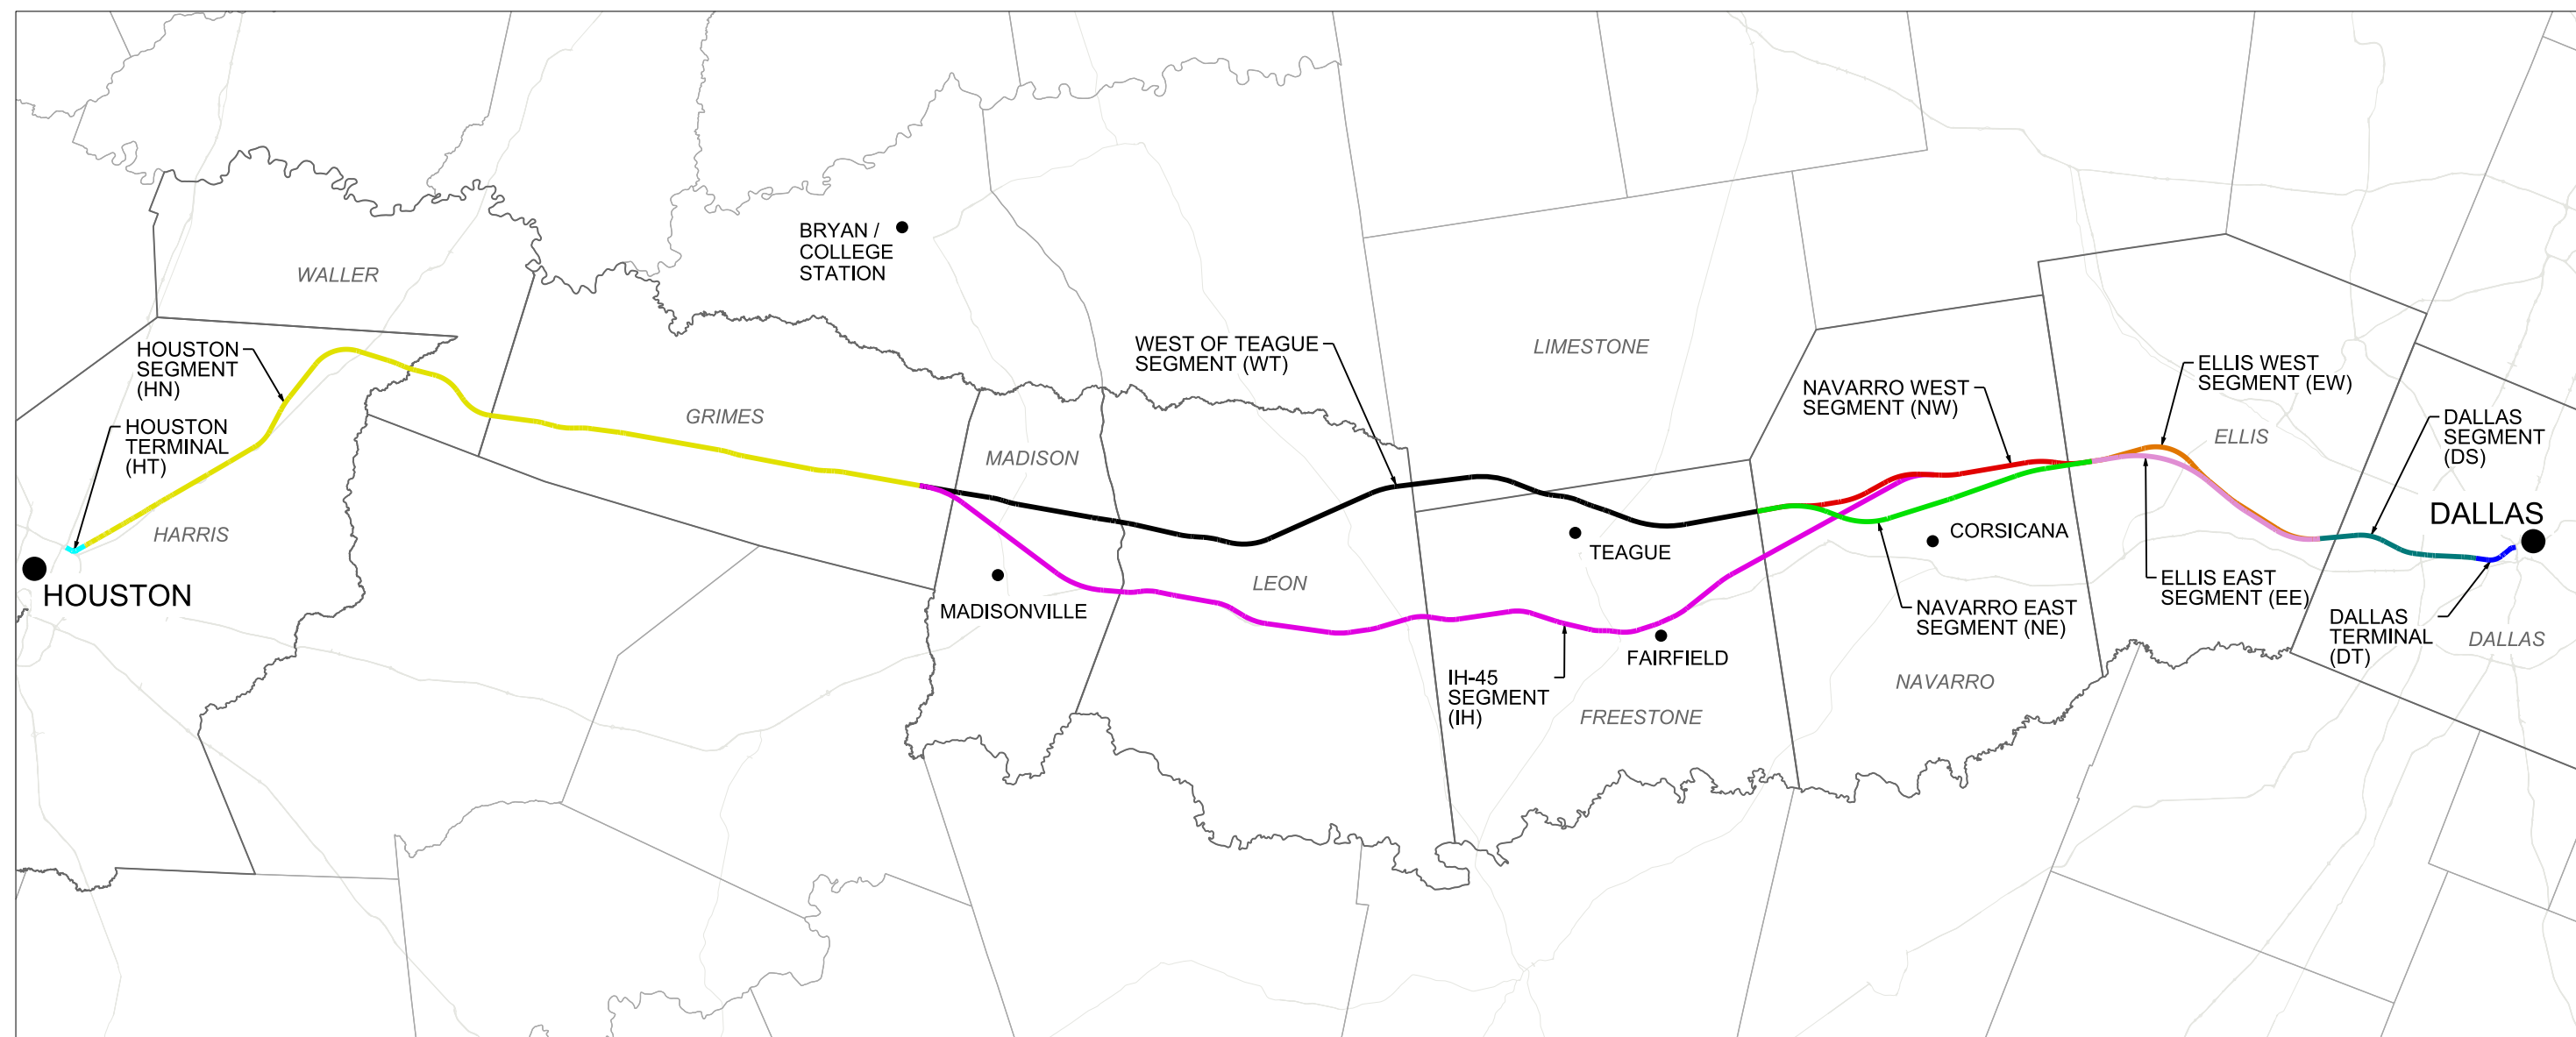 BRYAN /
COLLEGE
STATION
WALLER
HOUSTON
SEGMENT
(HN)
HOUSTON
TERMINAL
(HT)
HARRIS
HOUSTON
GRIMES
MADISON
MADISONVILLE
WEST OF TEAGUE
SEGMENT (WT)
LEON
LIMESTONE
TEAGUE
FAIRFIELD
IH-45
SEGMENT
(IH)
FREESTONE
NAVARRO WEST
SEGMENT (NW)
CORSICANA
NAVARRO EAST
SEGMENT (NE)
NAVARRO
ELLIS WEST
SEGMENT (EW)
ELLIS
ELLIS EAST
SEGMENT (EE)
DALLAS
SEGMENT
(DS)
DALLAS
DALLAS
TERMINAL
(DT)
DALLAS